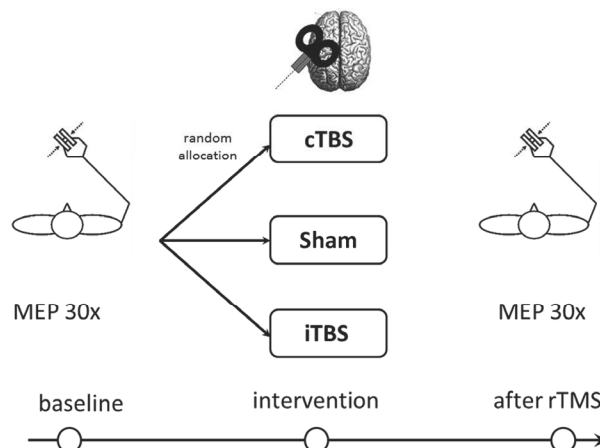 random
allocation
cTBS
Sham
iTBS
MEP 30x
MEP 30x
baseline
intervention
after rTMS